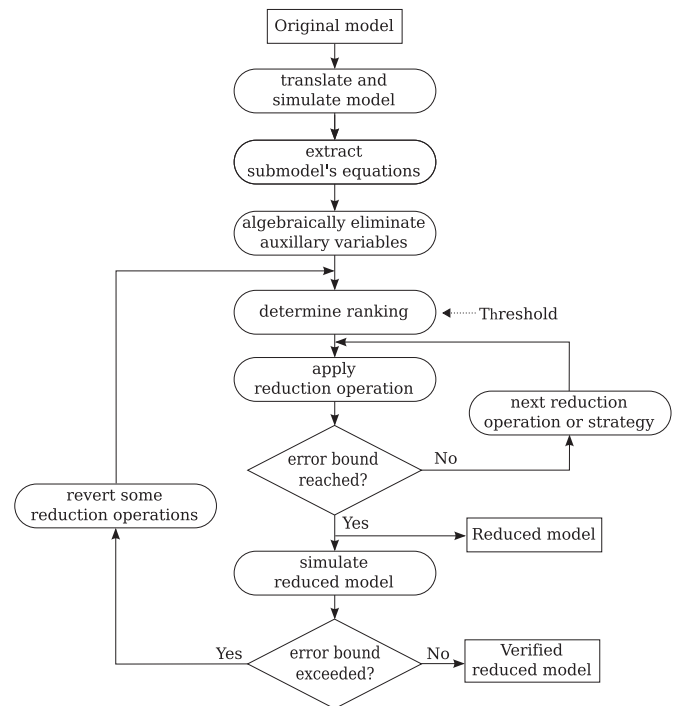 Original model
translate and
simulate model
extract
submodel's equations
algebraically eliminate
auxillary variables
determine ranking
Threshold
apply
reduction operation
next reduction
operation or strategy
error bound
reached?
No
revert some
reduction operations
Yes
Reduced model
simulate
reduced model
Yes
error bound
exceeded?
No
Verified
reduced model